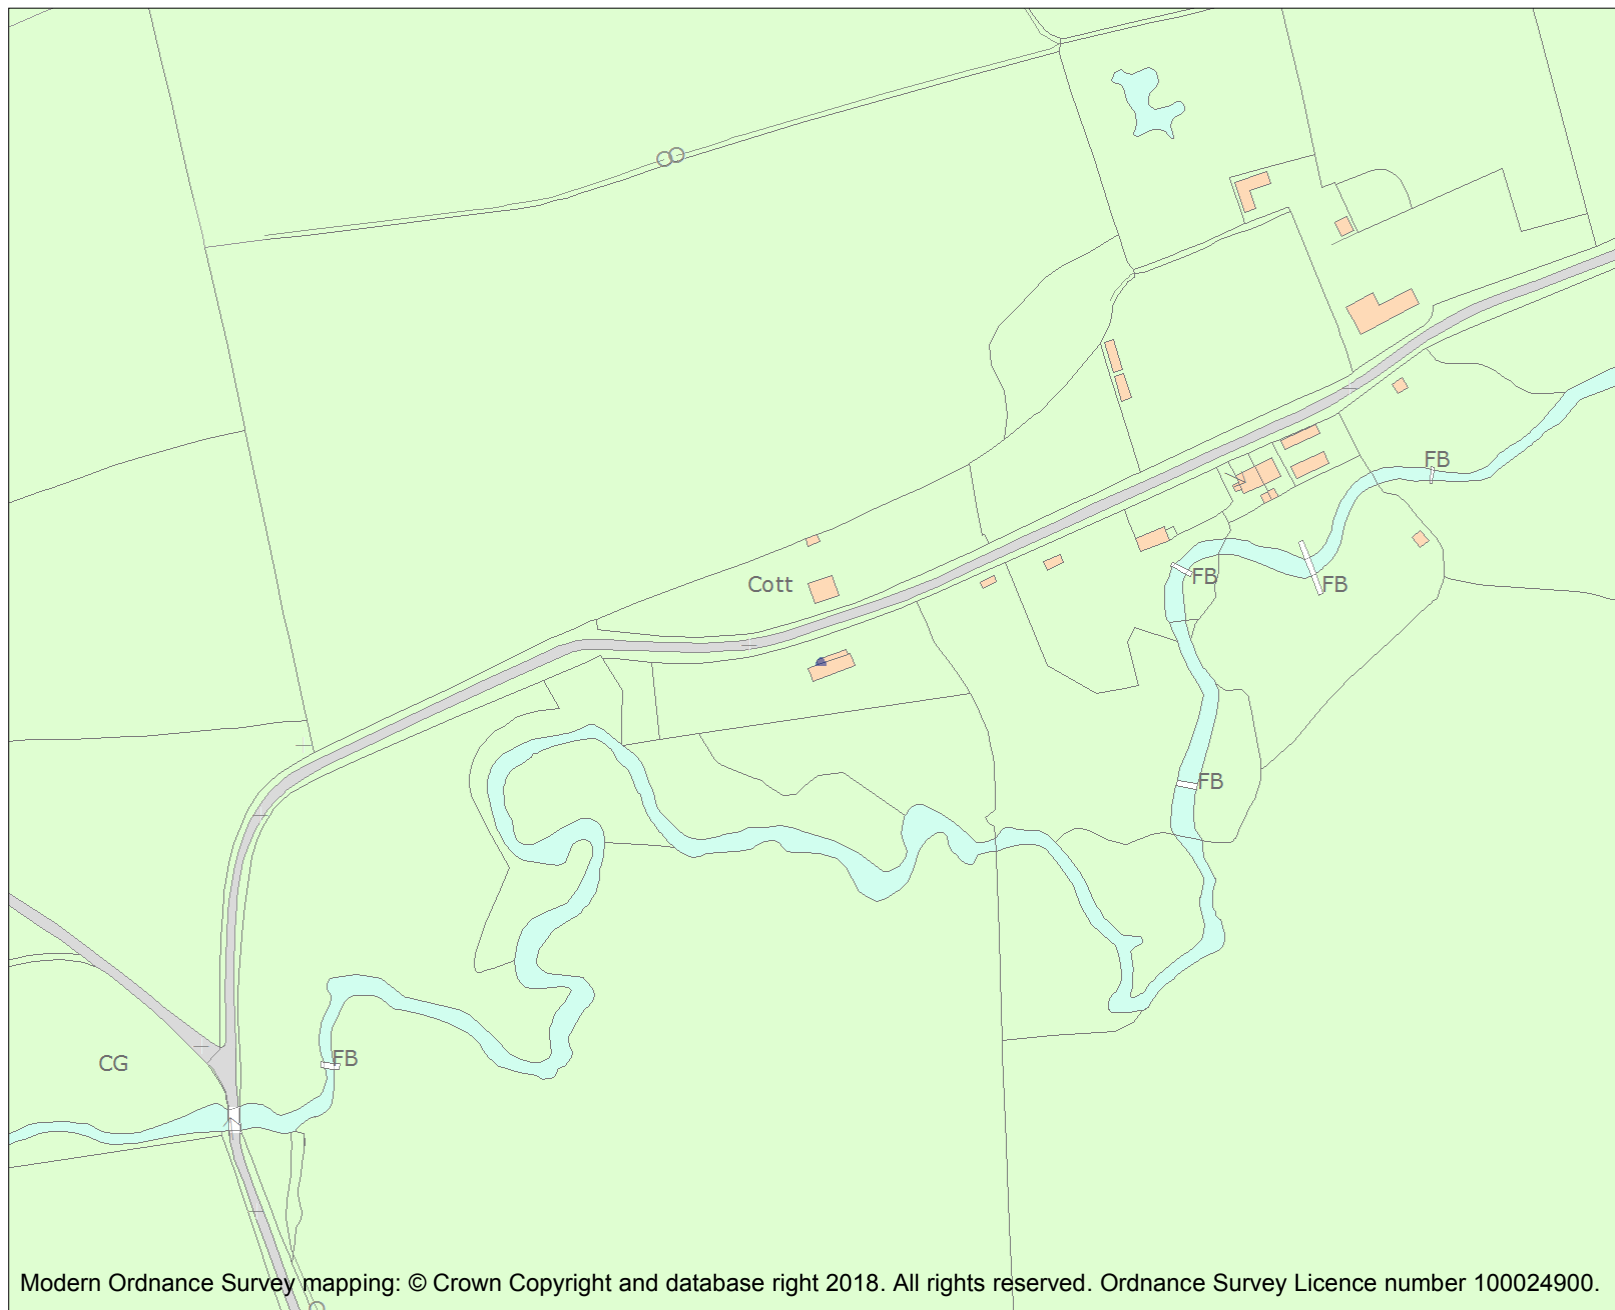 FB
FB
FB
Cott
FB
FB
CG
Modern Ordnance Survey mapping: © Crown Copyright and database right 2018. All rights reserved. Ordnance Survey Licence number 100024900.